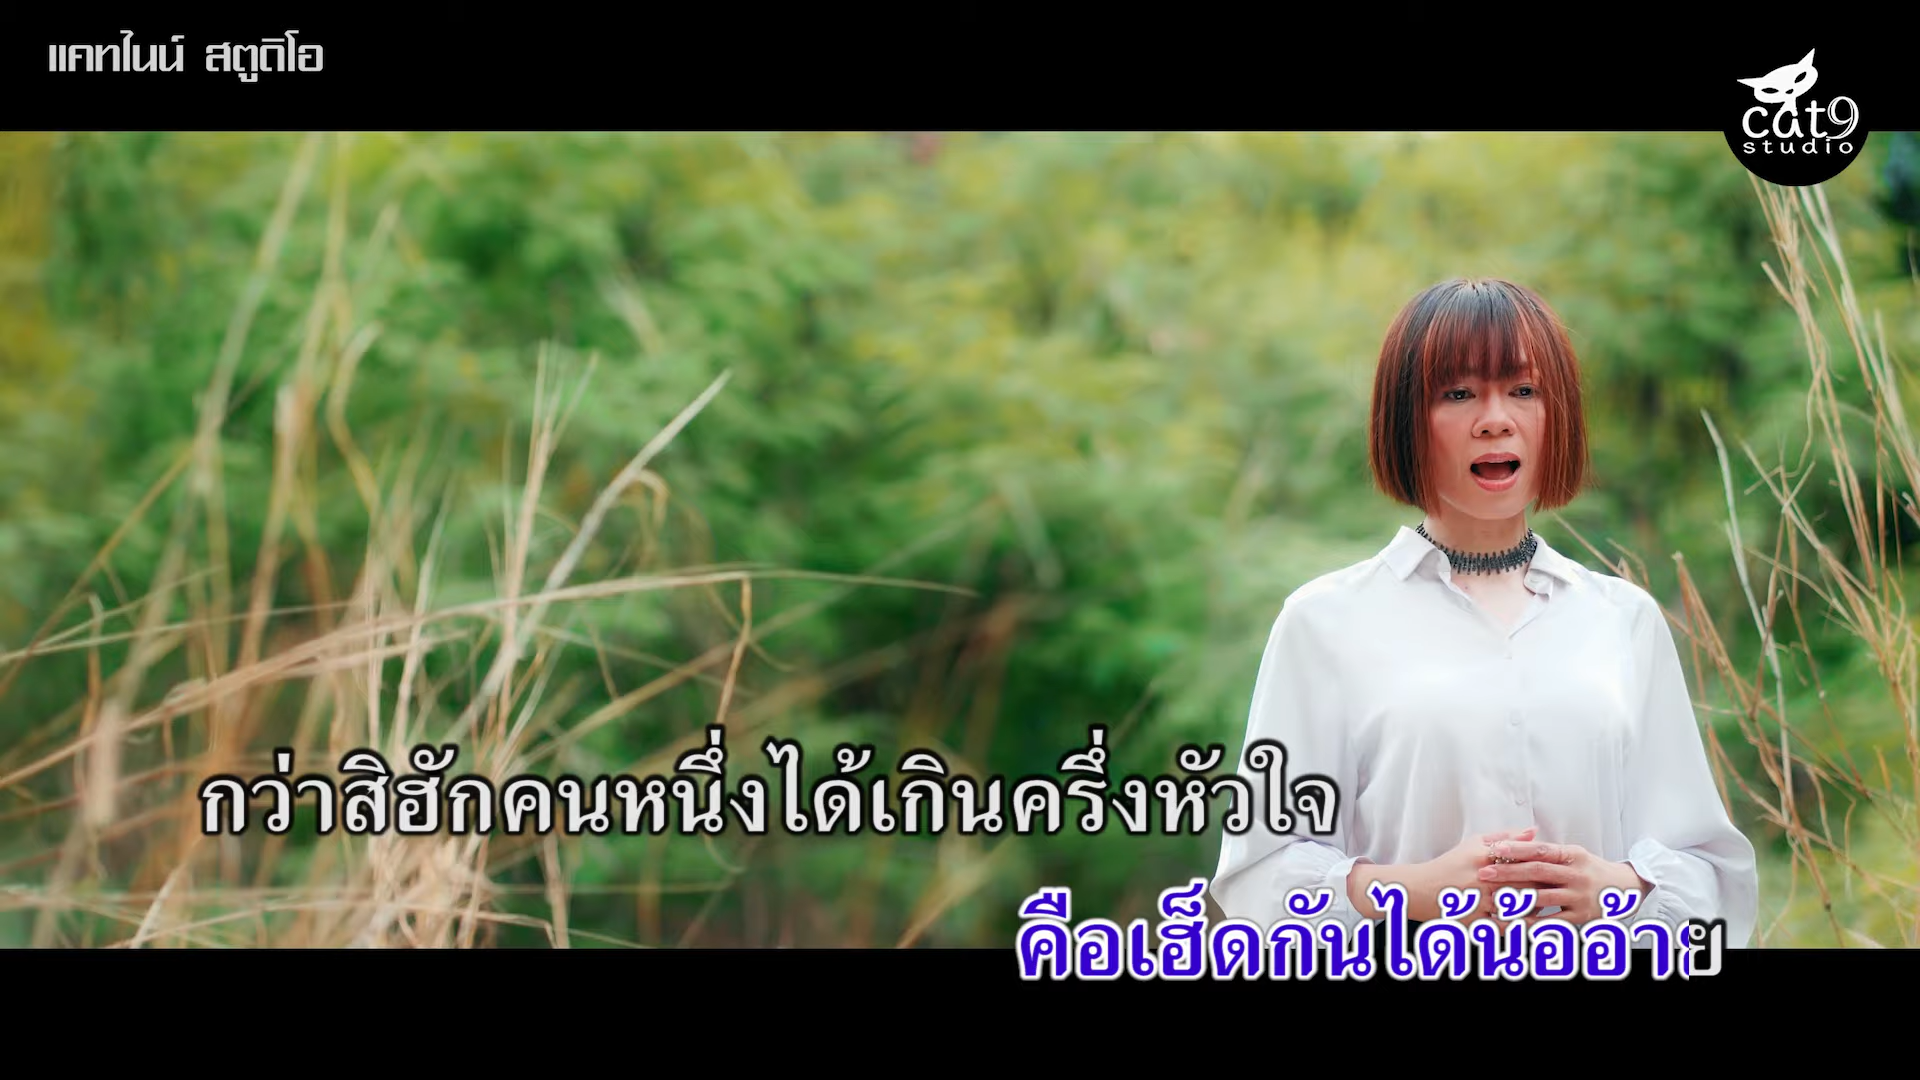 แคทไนน์ สตูดิโอ
cat9
studio
กว่าสิฮักคนหนึ่งได้เกินครึ่งหัวใจ
คือเฮ็ดกันได้น้ออ้าย